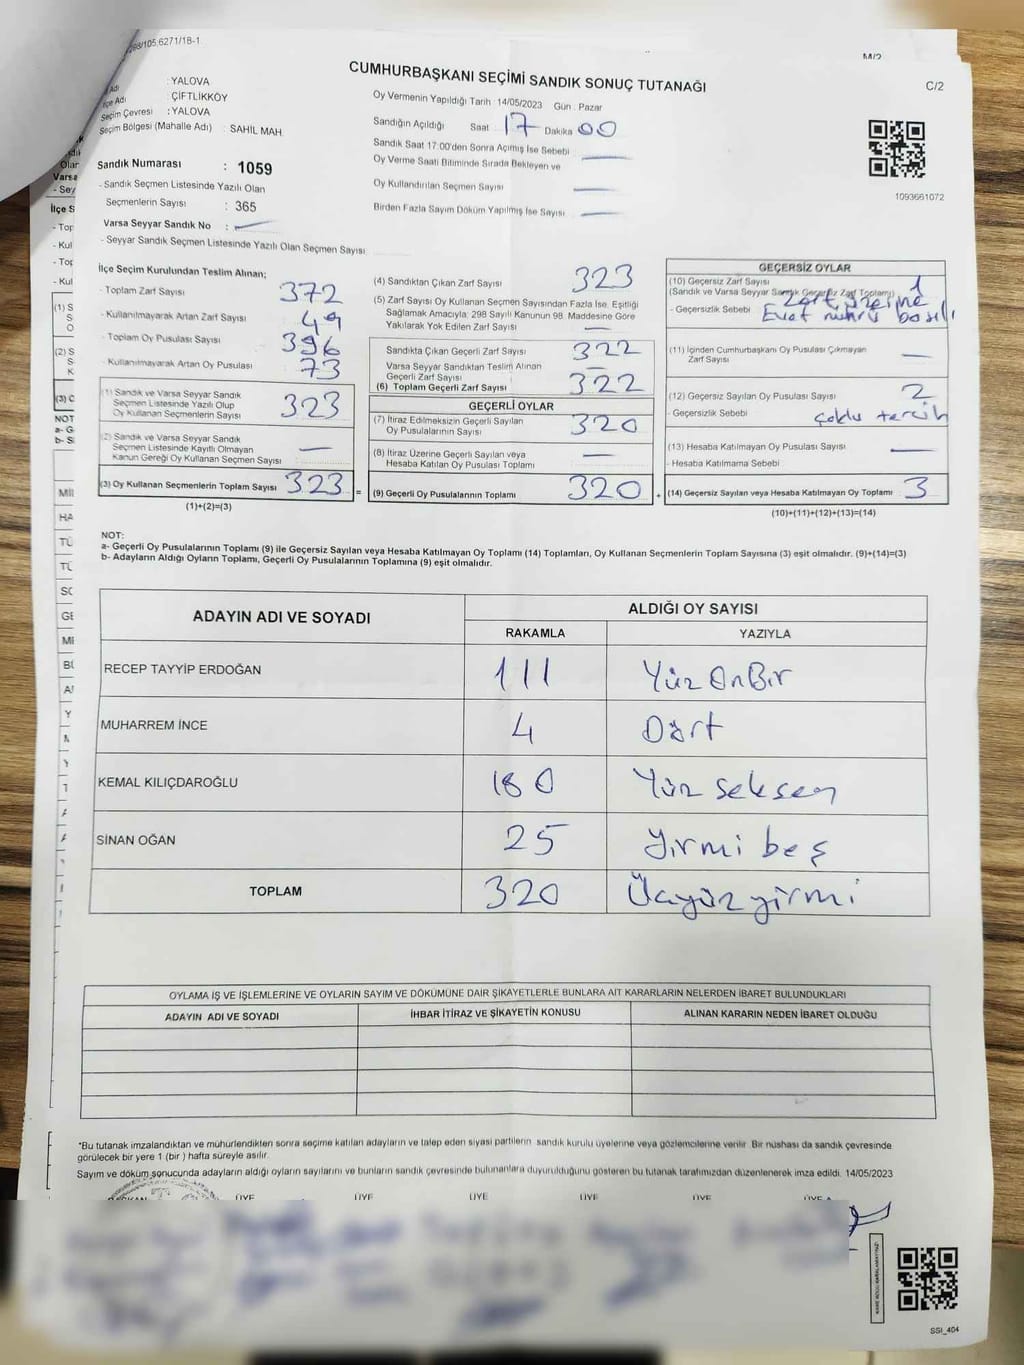 298/105.6271/18-1
M/2
C/2
CUMHURBAŞKANI SEÇİMİ SANDIK SONUÇ TUTANAĞI
Adı : YALOVA
İlçe Adı : ÇİFTLİKKÖY
Seçim Çevresi : YALOVA
Seçim Bölgesi (Mahalle Adı) : SAHİL MAH
Sandık Numarası : 1059
- Sandık Seçmen Listesinde Yazılı Olan
Seçmenlerin Sayısı : 365
Varsa Seyyar Sandık No :
- Seyyar Sandık Seçmen Listesinde Yazılı Olan Seçmen Sayısı
Oy Vermenin Yapıldığı Tarih : 14/05/2023 Gün : Pazar
Sandığın Açıldığı Saat 17 Dakika 00
Sandık Saat 17:00'den Sonra Açılmış İse Sebebi
Oy Verme Saati Bitiminde Sırada Bekleyen ve
Oy Kullandırılan Seçmen Sayısı
Birden Fazla Sayım Döküm Yapılmış İse Sayısı
1093661072
İlçe Seçim Kurulundan Teslim Alınan;
- Toplam Zarf Sayısı 372
- Kullanılmayarak Artan Zarf Sayısı 49
- Toplam Oy Pusulası Sayısı 396
- Kullanılmayarak Artan Oy Pusulası 73
(1) Sandık ve Varsa Seyyar Sandık
Seçmen Listesinde Yazılı Olup
Oy Kullanan Seçmenlerin Sayısı 323
(2) Sandık ve Varsa Seyyar Sandık
Seçmen Listesinde Kayıtlı Olmayan
Kanun Gereği Oy Kullanan Seçmen Sayısı
(3) Oy Kullanan Seçmenlerin Toplam Sayısı 323 =
(1)+(2)=(3)
(4) Sandıktan Çıkan Zarf Sayısı 323
(5) Zarf Sayısı Oy Kullanan Seçmen Sayısından Fazla İse, Eşitliği
Sağlamak Amacıyla; 298 Sayılı Kanunun 98. Maddesine Göre
Yakılarak Yok Edilen Zarf Sayısı —
Sandıkta Çıkan Geçerli Zarf Sayısı 322
Varsa Seyyar Sandıktan Teslim Alınan
Geçerli Zarf Sayısı —
(6) Toplam Geçerli Zarf Sayısı 322
GEÇERLİ OYLAR
(7) İtiraz Edilmeksizin Geçerli Sayılan
Oy Pusulalarının Sayısı 320
(8) İtiraz Üzerine Geçerli Sayılan veya
Hesaba Katılan Oy Pusulası Toplamı —
(9) Geçerli Oy Pusulalarının Toplamı 320 +
GEÇERSİZ OYLAR
(10) Geçersiz Zarf Sayısı 1
(Sandık ve Varsa Seyyar Sandık Geçersiz Zarf Toplamı)
- Geçersizlik Sebebi Zarf üzerine
Evet mührü basılı
(11) İçinden Cumhurbaşkanı Oy Pusulası Çıkmayan
Zarf Sayısı —
(12) Geçersiz Sayılan Oy Pusulası Sayısı 2
- Geçersizlik Sebebi çoklu tercih
(13) Hesaba Katılmayan Oy Pusulası Sayısı —
- Hesaba Katılmama Sebebi
(14) Geçersiz Sayılan veya Hesaba Katılmayan Oy Toplamı 3
(10)+(11)+(12)+(13)=(14)
NOT:
a- Geçerli Oy Pusulalarının Toplamı (9) ile Geçersiz Sayılan veya Hesaba Katılmayan Oy Toplamı (14) Toplamları, Oy Kullanan Seçmenlerin Toplam Sayısına (3) eşit olmalıdır. (9)+(14)=(3)
b- Adayların Aldığı Oyların Toplamı, Geçerli Oy Pusulalarının Toplamına (9) eşit olmalıdır.
ADAYIN ADI VE SOYADI
ALDIĞI OY SAYISI
RAKAMLA YAZIYLA
RECEP TAYYİP ERDOĞAN 111 Yüz OnBir
MUHARREM İNCE 4 Dört
KEMAL KILIÇDAROĞLU 180 Yüz seksen
SİNAN OĞAN 25 Yirmi beş
TOPLAM 320 Üçyüzyirmi
OYLAMA İŞ VE İŞLEMLERİNE VE OYLARIN SAYIM VE DÖKÜMÜNE DAİR ŞİKAYETLERLE BUNLARA AİT KARARLARIN NELERDEN İBARET BULUNDUKLARI
ADAYIN ADI VE SOYADI İHBAR İTİRAZ VE ŞİKAYETİN KONUSU ALINAN KARARIN NEDEN İBARET OLDUĞU
*Bu tutanak imzalandıktan ve mühürlendikten sonra seçime katılan adayların ve talep eden siyasi partilerin sandık kurulu üyelerine veya gözlemcilerine verilir. Bir nüshası da sandık çevresinde
görülecek bir yere 1 (bir ) hafta süreyle asılır.
Sayım ve döküm sonucunda adayların aldığı oyların sayılarını ve bunların sandık çevresinde bulunanlara duyurulduğunu gösteren bu tutanak tarafımızdan düzenlenerek imza edildi. 14/05/2023
BAŞKAN ÜYE ÜYE ÜYE ÜYE ÜYE ÜYE
SSI_404